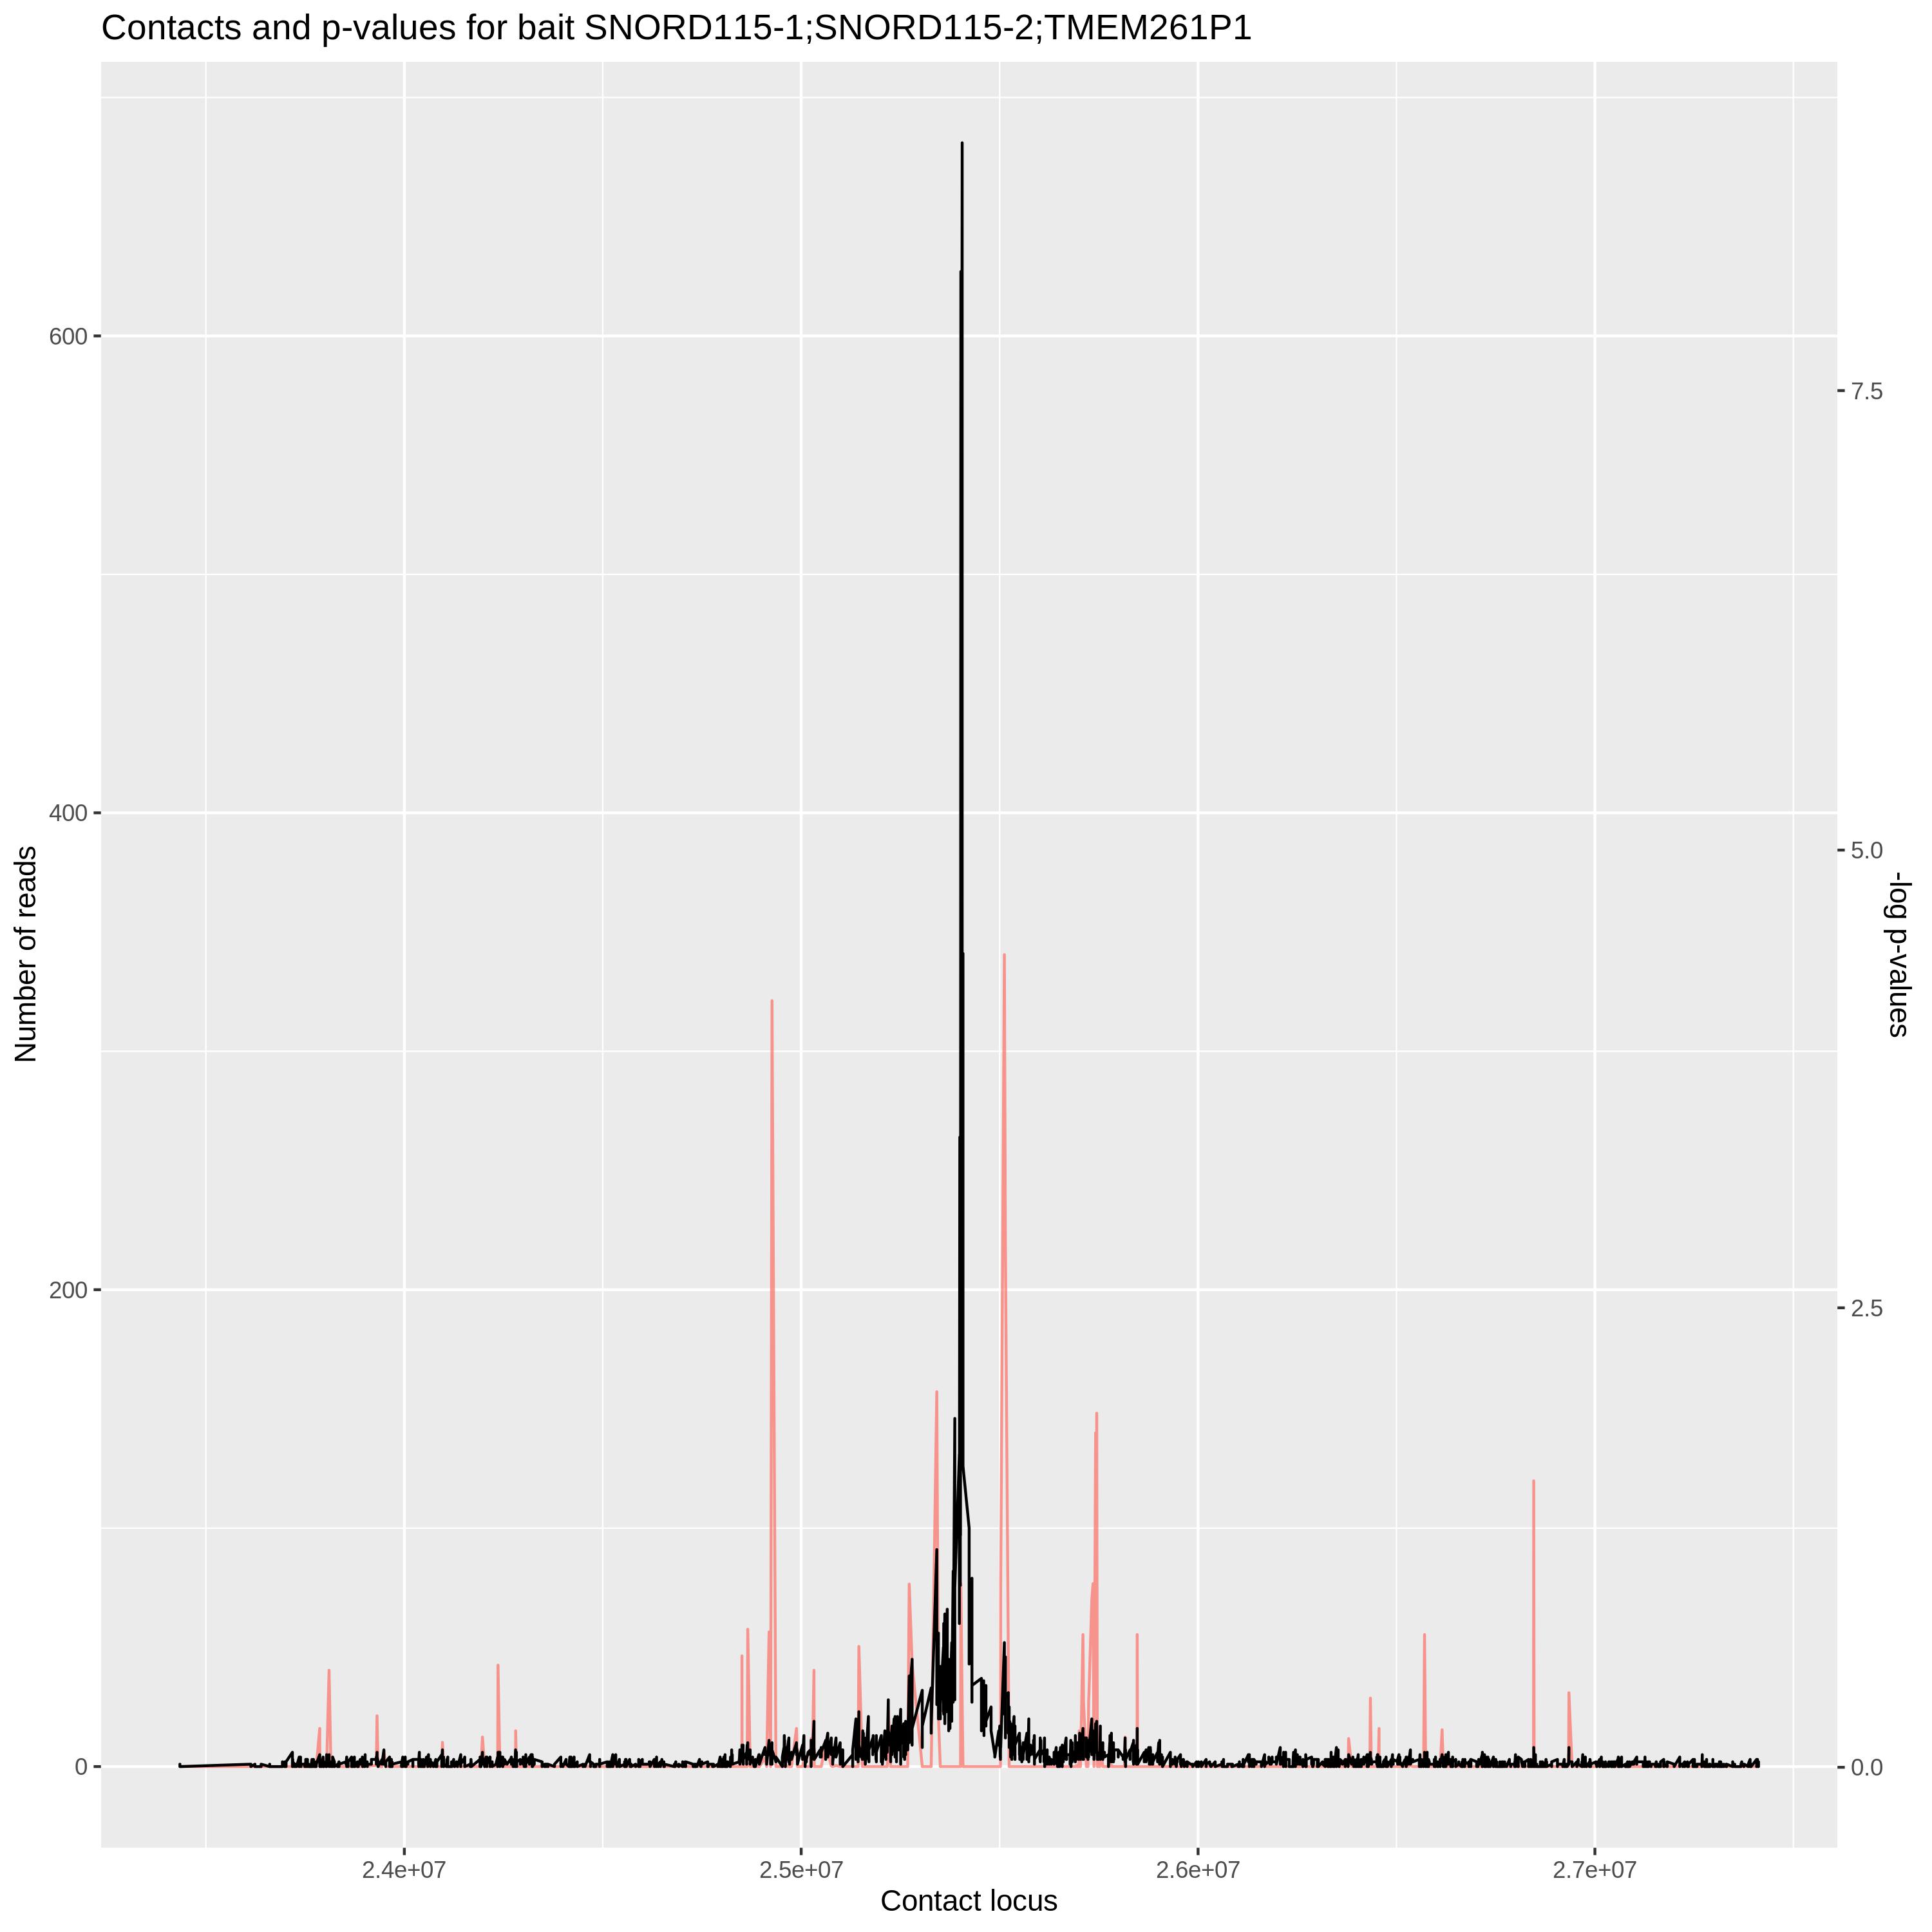 Contacts and p-values for bait SNORD115-1;SNORD115-2;TMEM261P1
600
400
200
0
Number of reads
7.5
5.0
2.5
0.0
-log p-values
2.4e+07
2.5e+07
2.6e+07
2.7e+07
Contact locus